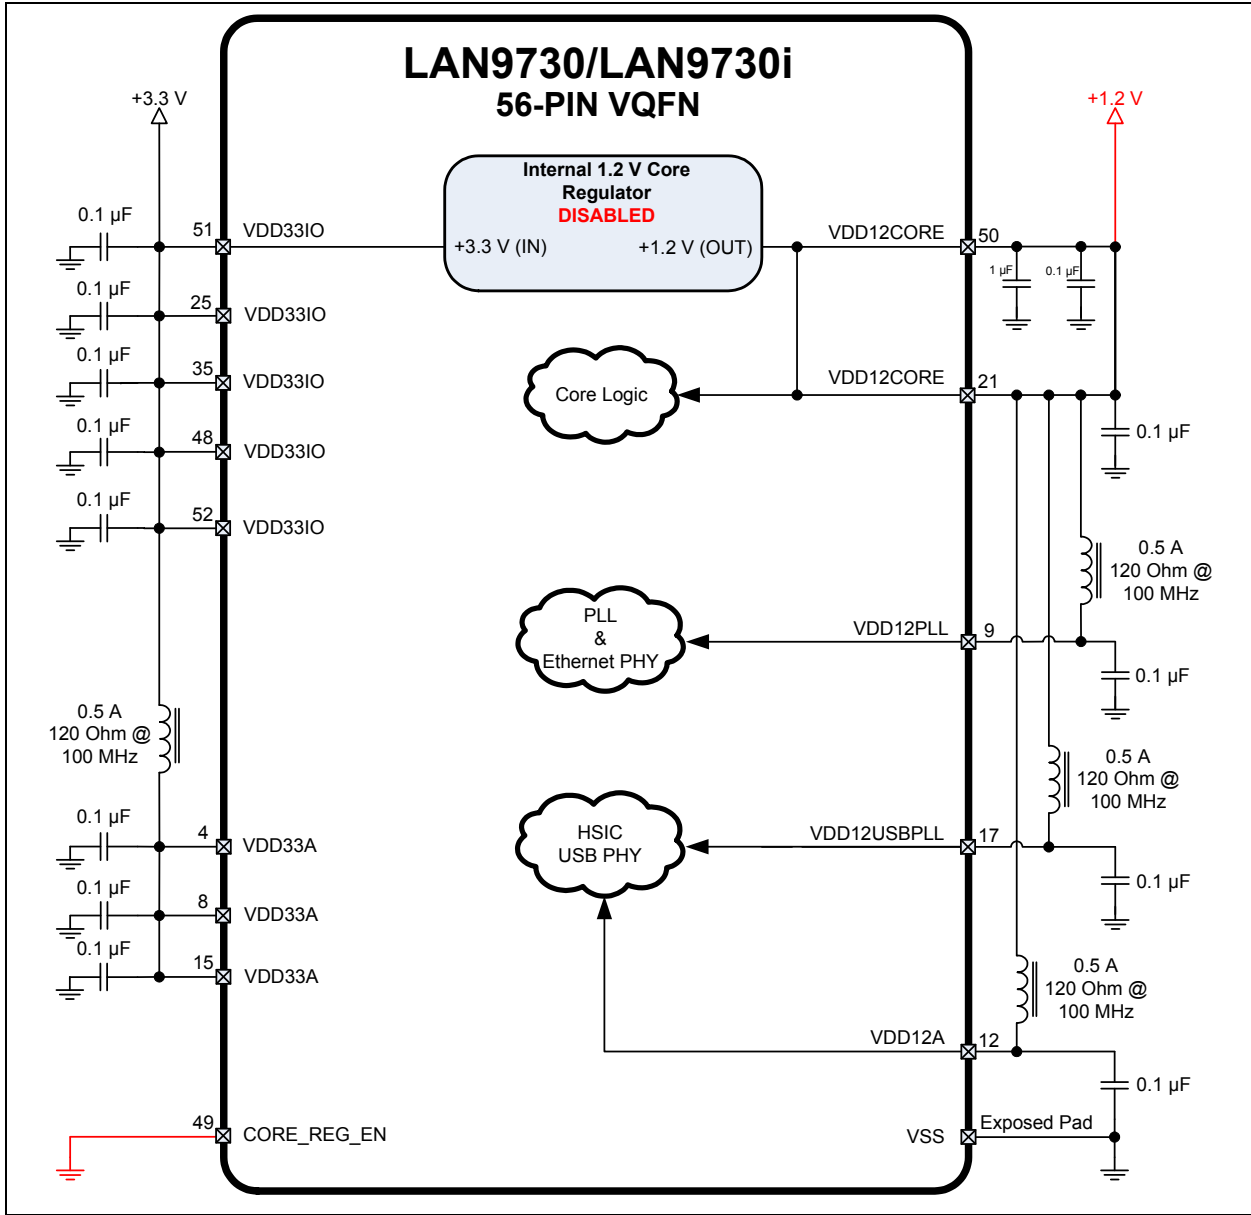 LAN9730/LAN9730i
56-PIN VQFN
+3.3 V
+1.2 V
Internal 1.2 V Core
Regulator
DISABLED
+3.3 V (IN)
+1.2 V (OUT)
0.1 µF
51
VDD33IO
VDD12CORE
50
1 µF
0.1 µF
0.1 µF
25
VDD33IO
0.1 µF
35
VDD33IO
Core Logic
VDD12CORE
21
0.1 µF
0.1 µF
48
VDD33IO
0.1 µF
52
VDD33IO
0.5 A
120 Ohm @
100 MHz
PLL
&
Ethernet PHY
VDD12PLL
9
0.1 µF
0.5 A
120 Ohm @
100 MHz
0.5 A
120 Ohm @
100 MHz
0.1 µF
4
VDD33A
HSIC
USB PHY
VDD12USBPLL
17
0.1 µF
0.1 µF
8
VDD33A
0.1 µF
15
VDD33A
0.5 A
120 Ohm @
100 MHz
VDD12A
12
0.1 µF
49
CORE_REG_EN
VSS
Exposed Pad